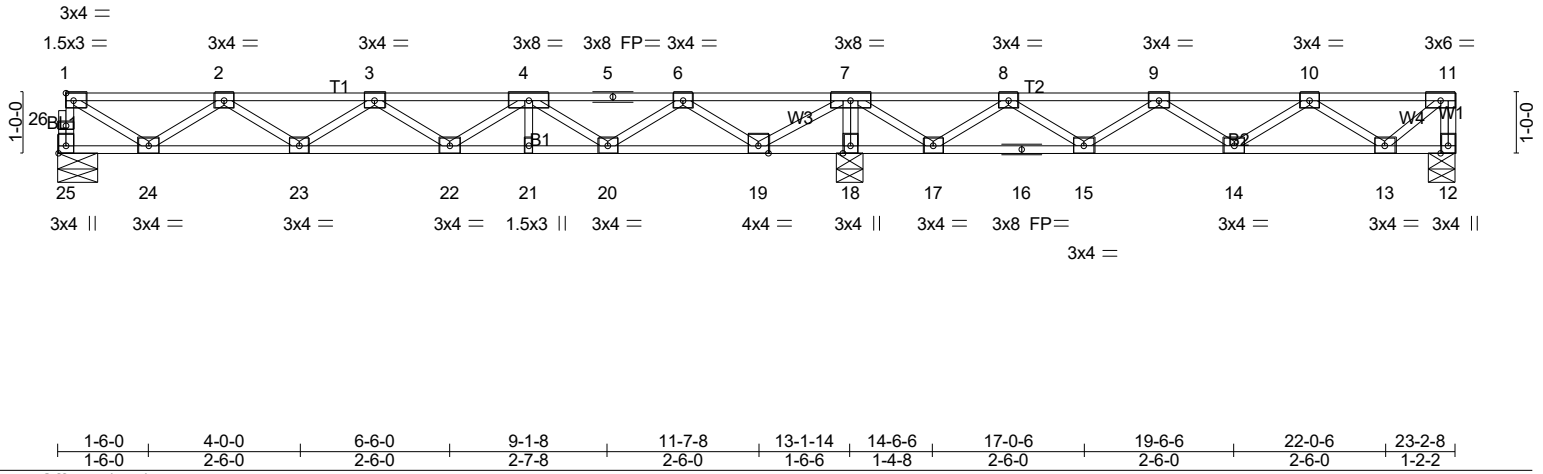 3x4 =
1.5x3 = 3x4 = 3x4 = 3x8 = 3x8 FP= 3x4 = 3x8 = 3x4 = 3x4 = 3x4 = 3x6 =
1 2 3 4 5 6 7 8 9 10 11
T1 T2
1-0-0 26 BL W3 W4 W1 1-0-0
B1 B2
25 24 23 22 21 20 19 18 17 16 15 14 13 12
3x4 || 3x4 = 3x4 = 3x4 = 1.5x3 || 3x4 = 4x4 = 3x4 || 3x4 = 3x8 FP= 3x4 = 3x4 = 3x4 ||
3x4 =
1-6-0 4-0-0 6-6-0 9-1-8 11-7-8 13-1-14 14-6-6 17-0-6 19-6-6 22-0-6 23-2-8
1-6-0 2-6-0 2-6-0 2-7-8 2-6-0 1-6-6 1-4-8 2-6-0 2-6-0 2-6-0 1-2-2